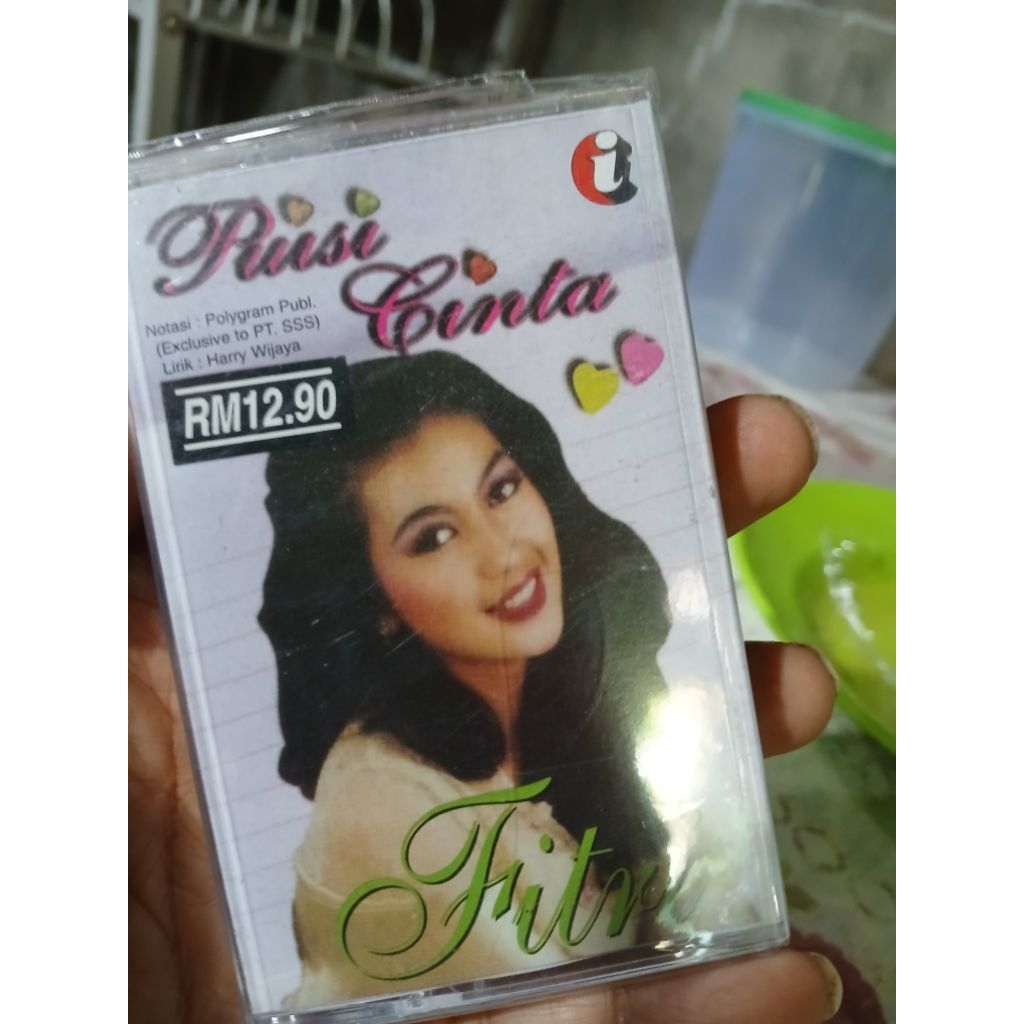 i
Puisi
Cinta
Notasi : Polygram Publ.
(Exclusive to PT. SSS)
Lirik : Harry Wijaya
RM12.90